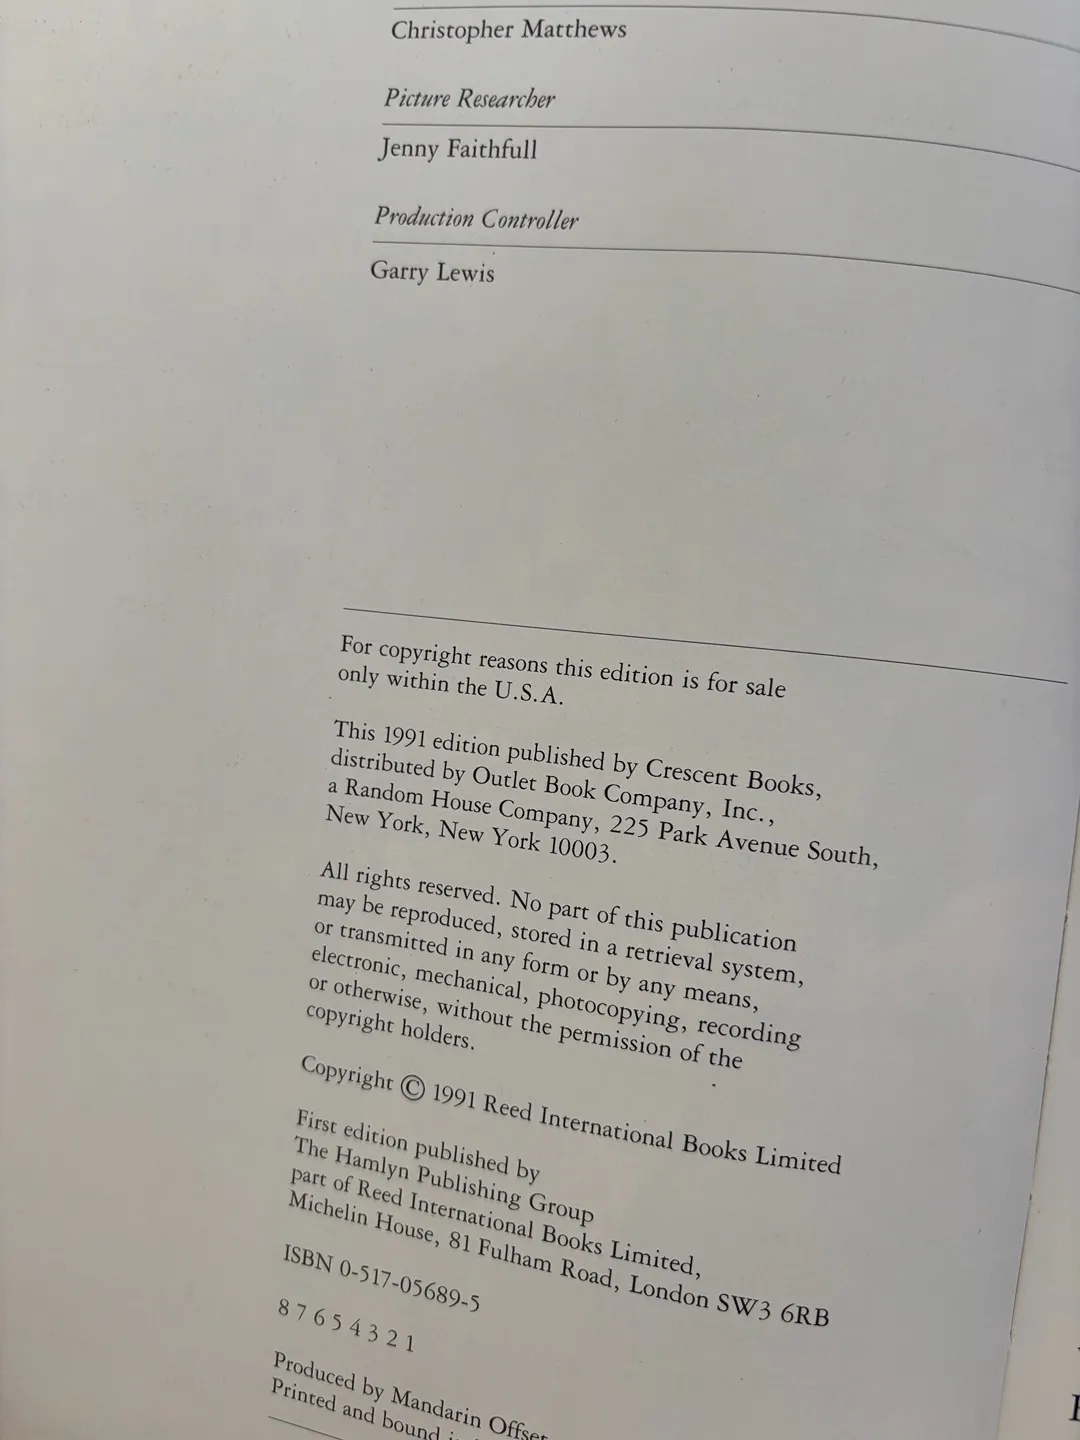 Christopher Matthews
Picture Researcher
Jenny Faithfull
Production Controller
Garry Lewis
For copyright reasons this edition is for sale
only within the U.S.A.
This 1991 edition published by Crescent Books,
distributed by Outlet Book Company, Inc.,
a Random House Company, 225 Park Avenue South,
New York, New York 10003.
All rights reserved. No part of this publication
may be reproduced, stored in a retrieval system,
or transmitted in any form or by any means,
electronic, mechanical, photocopying, recording
or otherwise, without the permission of the
copyright holders.
Copyright © 1991 Reed International Books Limited
First edition published by
The Hamlyn Publishing Group
part of Reed International Books Limited,
Michelin House, 81 Fulham Road, London SW3 6RB
ISBN 0-517-05689-5
8 7 6 5 4 3 2 1
Produced by Mandarin Offset
Printed and bound